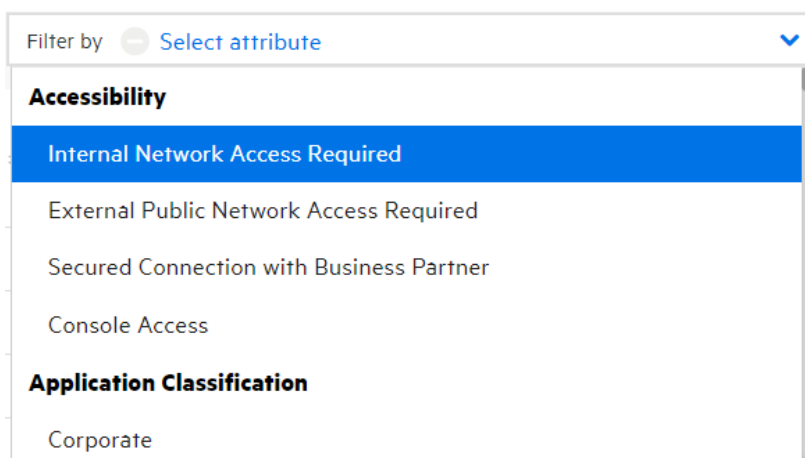 Filter by Select attribute
Accessibility
Internal Network Access Required
External Public Network Access Required
Secured Connection with Business Partner
Console Access
Application Classification
Corporate